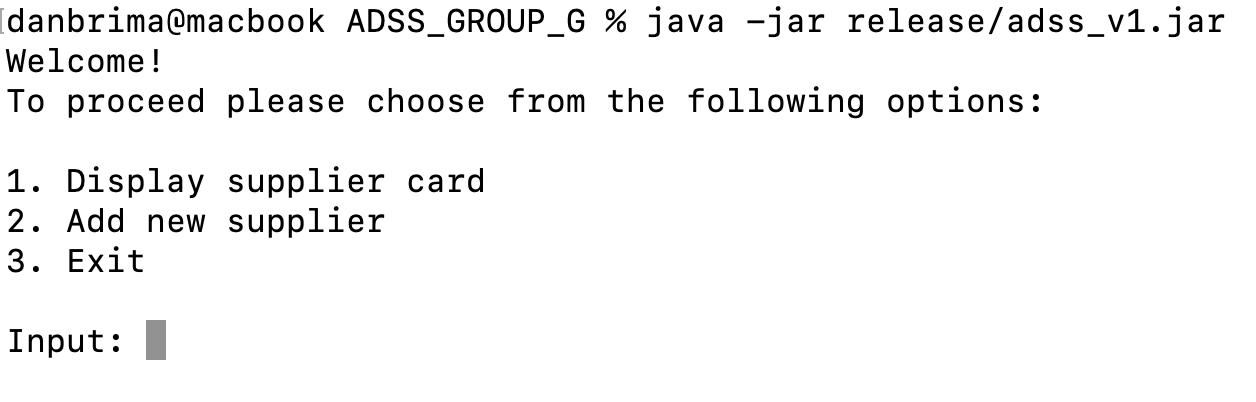 danbrima@macbook ADSS_GROUP_G % java -jar release/adss_v1.jar
Welcome!
To proceed please choose from the following options:
1. Display supplier card
2. Add new supplier
3. Exit
Input: